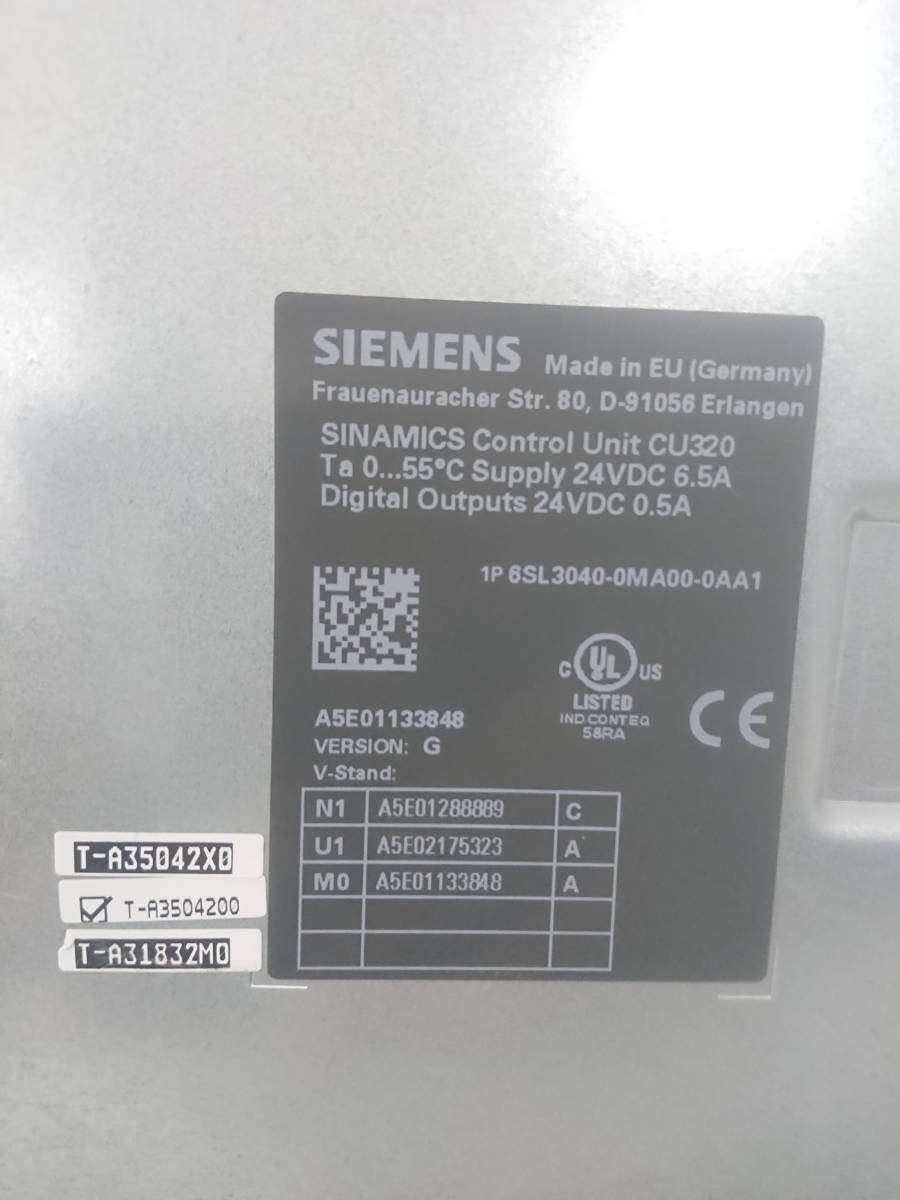 SIEMENS Made in EU (Germany)
Frauenauracher Str. 80, D-91056 Erlangen
SINAMICS Control Unit CU320
Ta 0...55°C Supply 24VDC 6.5A
Digital Outputs 24VDC 0.5A
1P 6SL3040-0MA00-0AA1
C UL US
LISTED
IND CONT EQ
58RA
CE
A5E01133848
VERSION: G
V-Stand:
N1 A5E01288889 C
U1 A5E02175323 A
M0 A5E01133848 A
T-A35042X0
T-A3504200
T-A31832M0